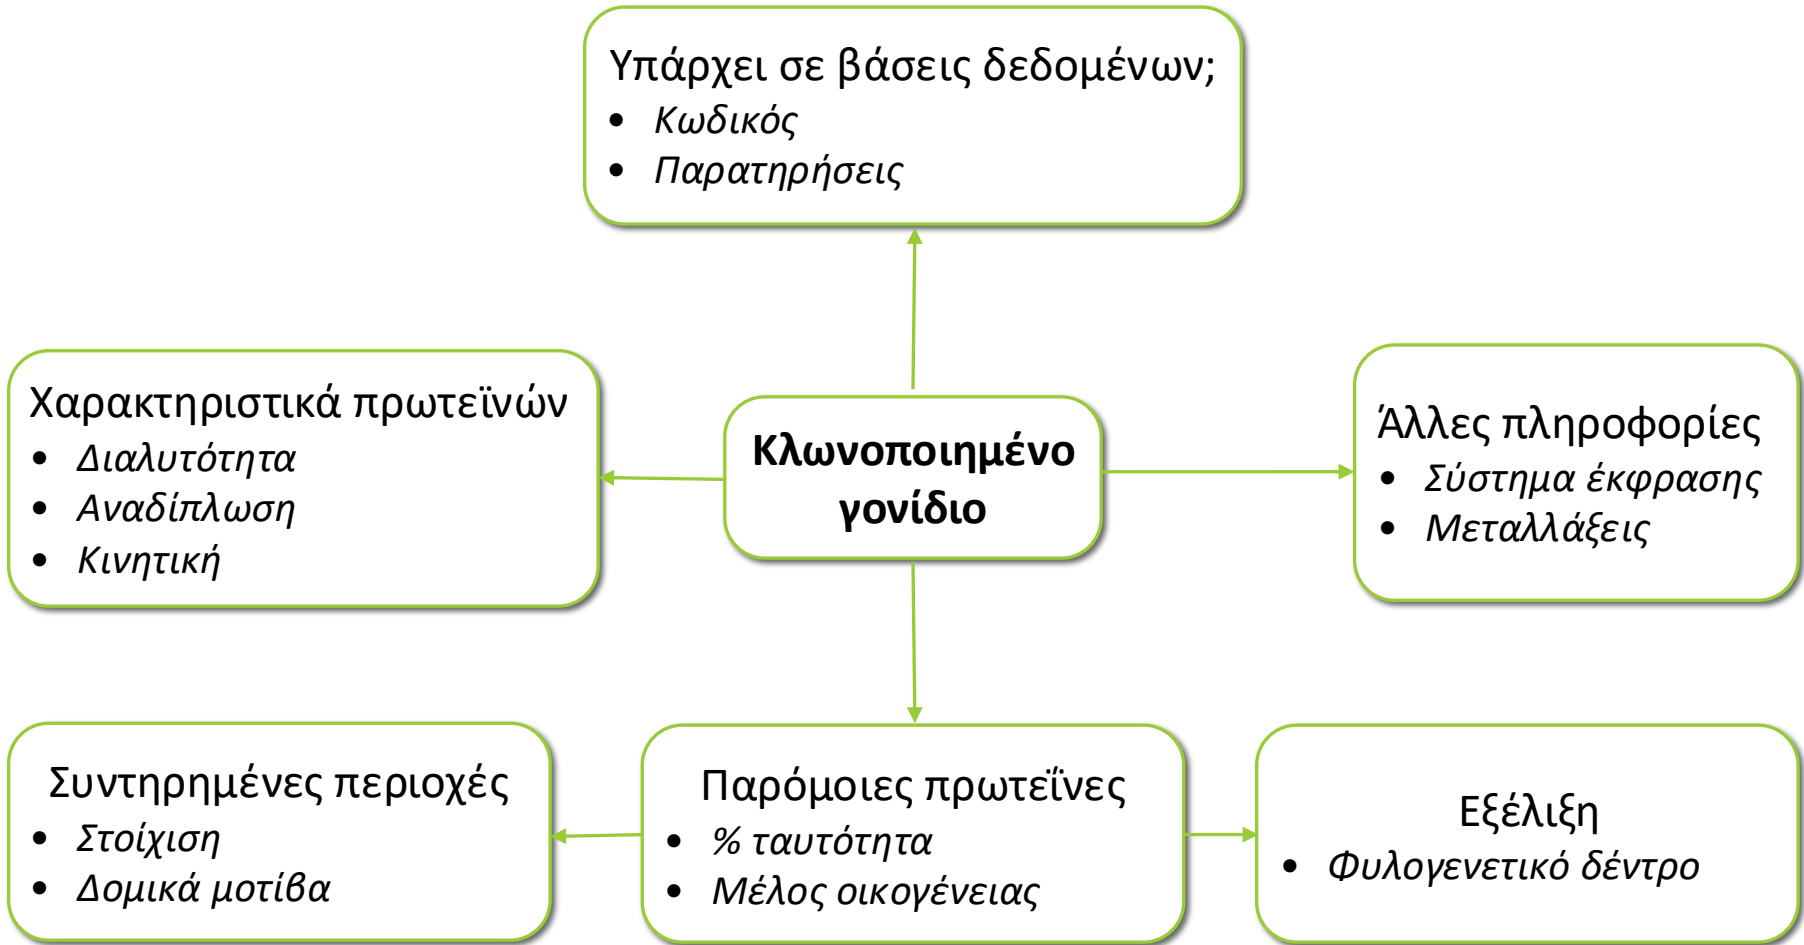 Υπάρχει σε βάσεις δεδομένων;
• Κωδικός
• Παρατηρήσεις
Χαρακτηριστικά πρωτεϊνών
• Διαλυτότητα
• Αναδίπλωση
• Κινητική
Κλωνοποιημένο
γονίδιο
Άλλες πληροφορίες
• Σύστημα έκφρασης
• Μεταλλάξεις
Συντηρημένες περιοχές
• Στοίχιση
• Δομικά μοτίβα
Παρόμοιες πρωτεΐνες
• % ταυτότητα
• Μέλος οικογένειας
Εξέλιξη
• Φυλογενετικό δέντρο